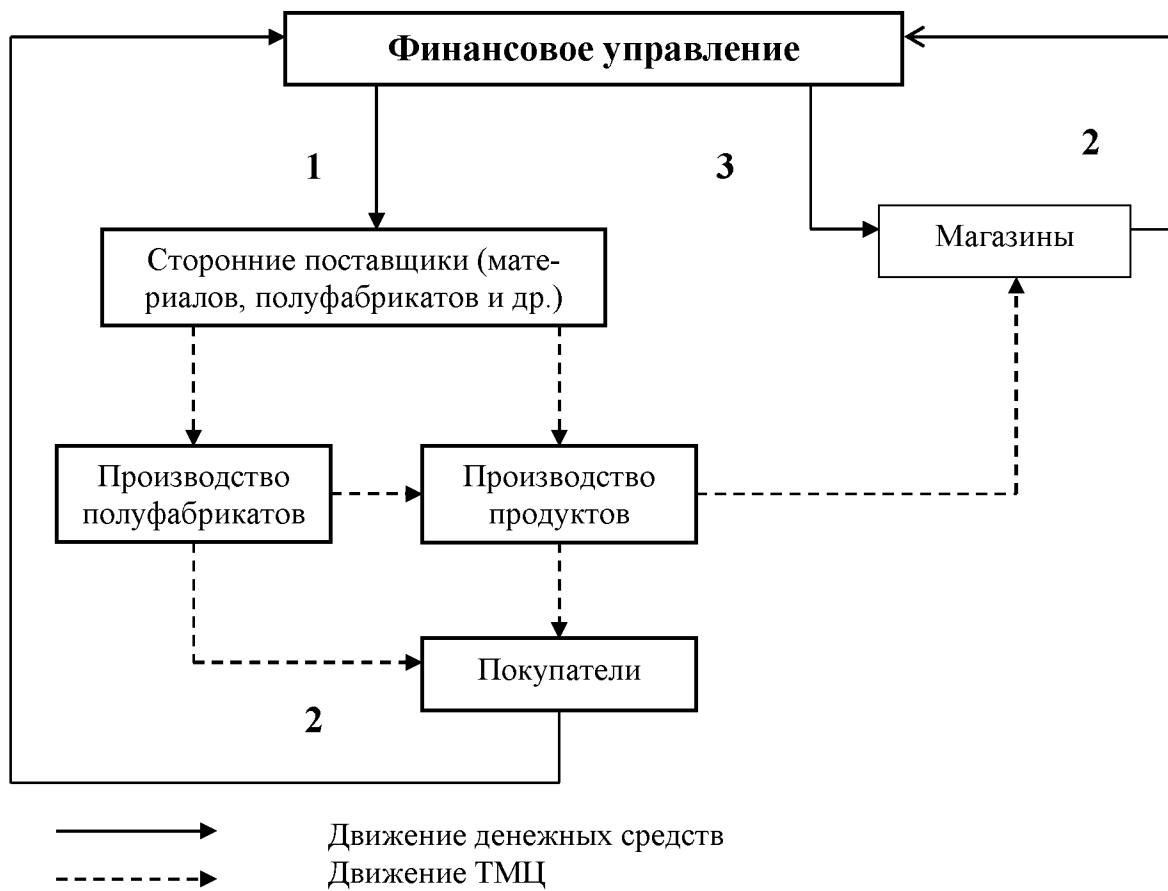 Финансовое управление
1
3
2
Магазины
Сторонние поставщики (мате-
риалов, полуфабрикатов и др.)
Производство
полуфабрикатов
Производство
продуктов
Покупатели
2
Движение денежных средств
Движение ТМЦ